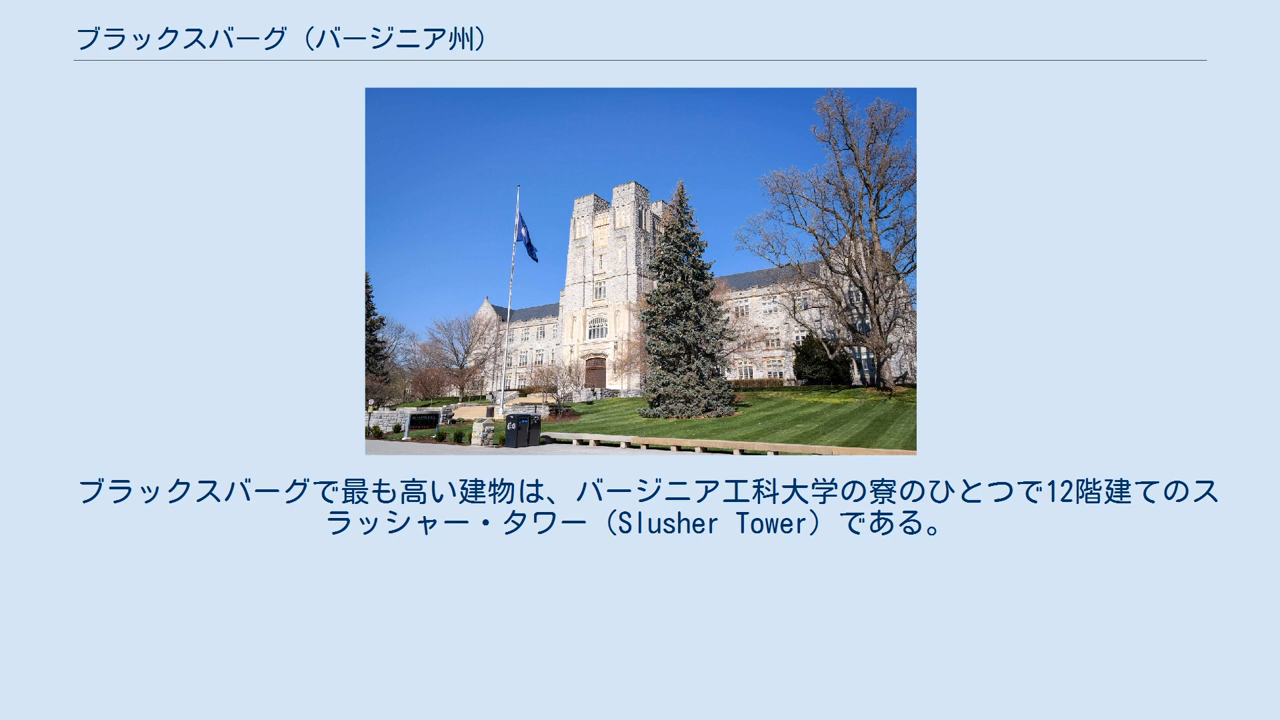 ブラックスバーグ（バージニア州）
ブラックスバーグで最も高い建物は、バージニア工科大学の寮のひとつで12階建てのス
ラッシャー・タワー（Slusher Tower）である。